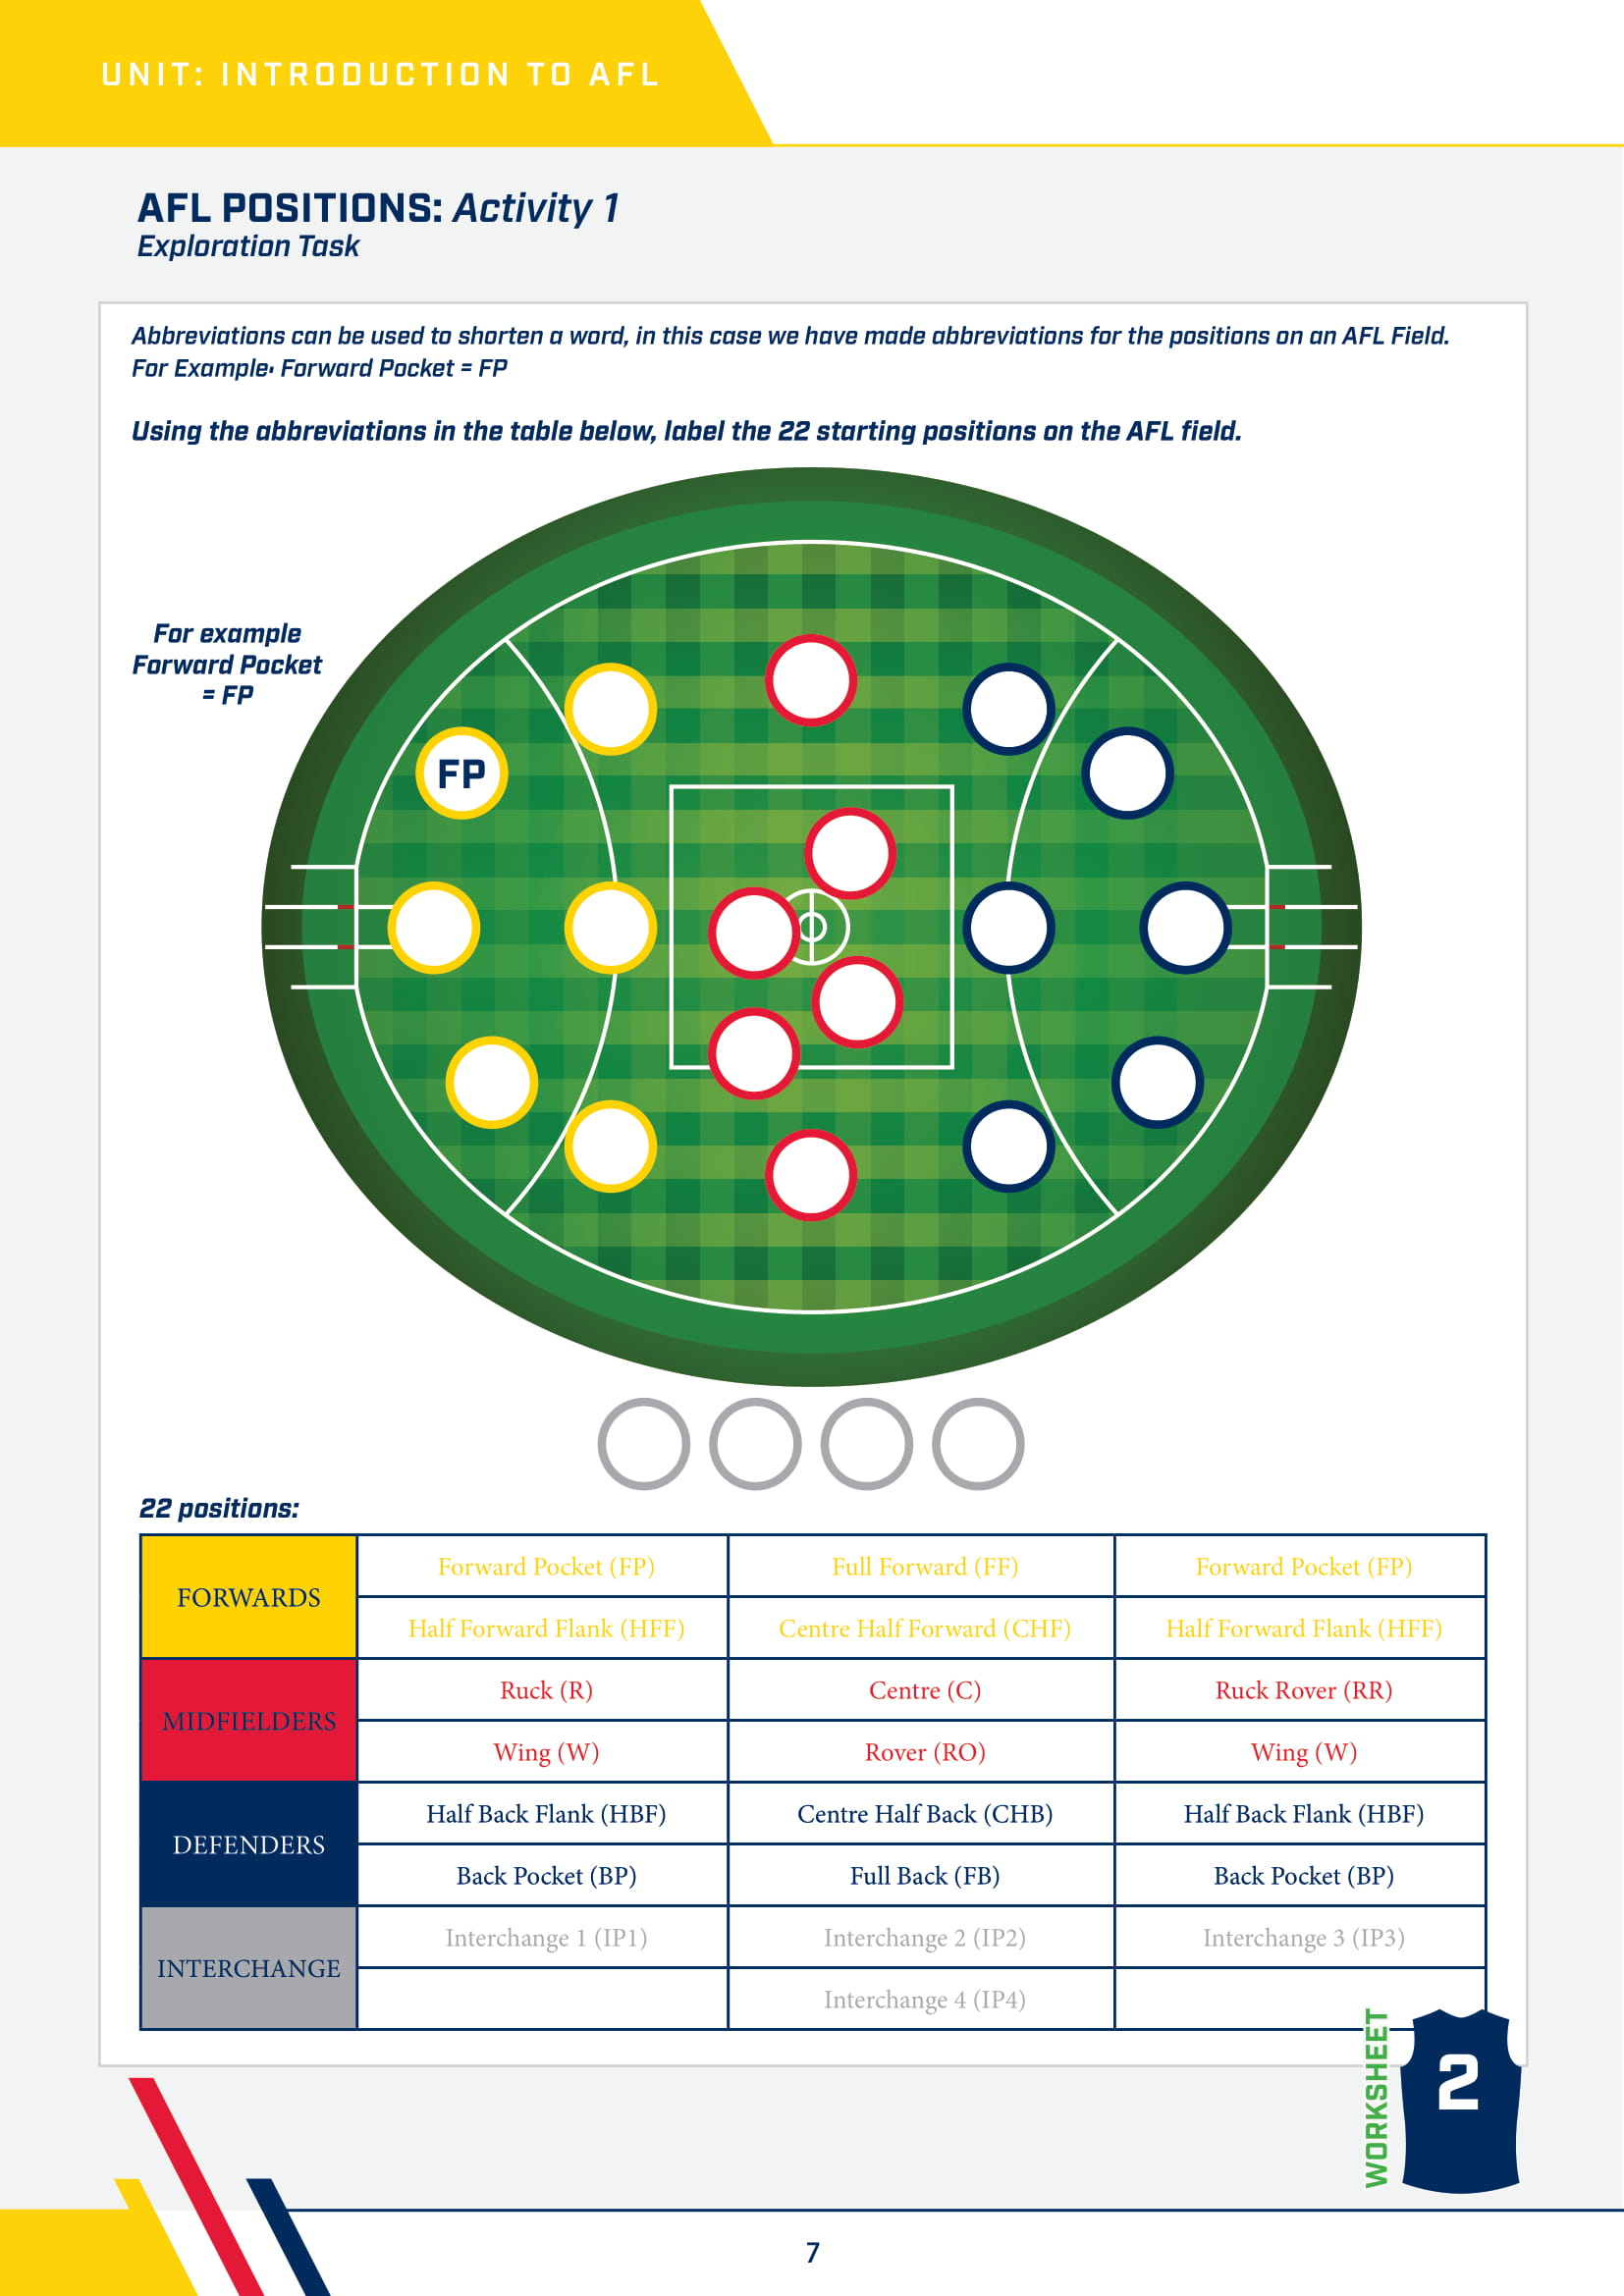 UNIT: INTRODUCTION TO AFL
AFL POSITIONS: Activity 1
Exploration Task
Abbreviations can be used to shorten a word, in this case we have made abbreviations for the positions on an AFL Field.
For Example: Forward Pocket = FP
Using the abbreviations in the table below, label the 22 starting positions on the AFL field.
For example
Forward Pocket
= FP
FP
22 positions:
FORWARDS
Forward Pocket (FP) Full Forward (FF) Forward Pocket (FP)
Half Forward Flank (HFF) Centre Half Forward (CHF) Half Forward Flank (HFF)
MIDFIELDERS
Ruck (R) Centre (C) Ruck Rover (RR)
Wing (W) Rover (RO) Wing (W)
DEFENDERS
Half Back Flank (HBF) Centre Half Back (CHB) Half Back Flank (HBF)
Back Pocket (BP) Full Back (FB) Back Pocket (BP)
INTERCHANGE
Interchange 1 (IP1) Interchange 2 (IP2) Interchange 3 (IP3)
Interchange 4 (IP4)
WORKSHEET
2
7